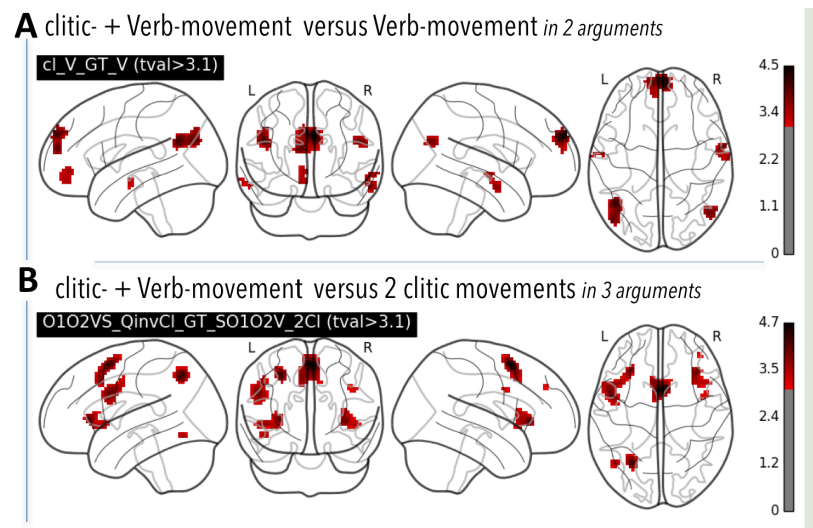 A clitic- + Verb-movement versus Verb-movement in 2 arguments
cl_V_GT_V (tval>3.1)
L R
L R
4.5
3.4
2.2
1.1
0
B clitic- + Verb-movement versus 2 clitic movements in 3 arguments
O1O2VS_QinvCl_GT_SO1O2V_2Cl (tval>3.1)
L R
L R
4.7
3.5
2.4
1.2
0